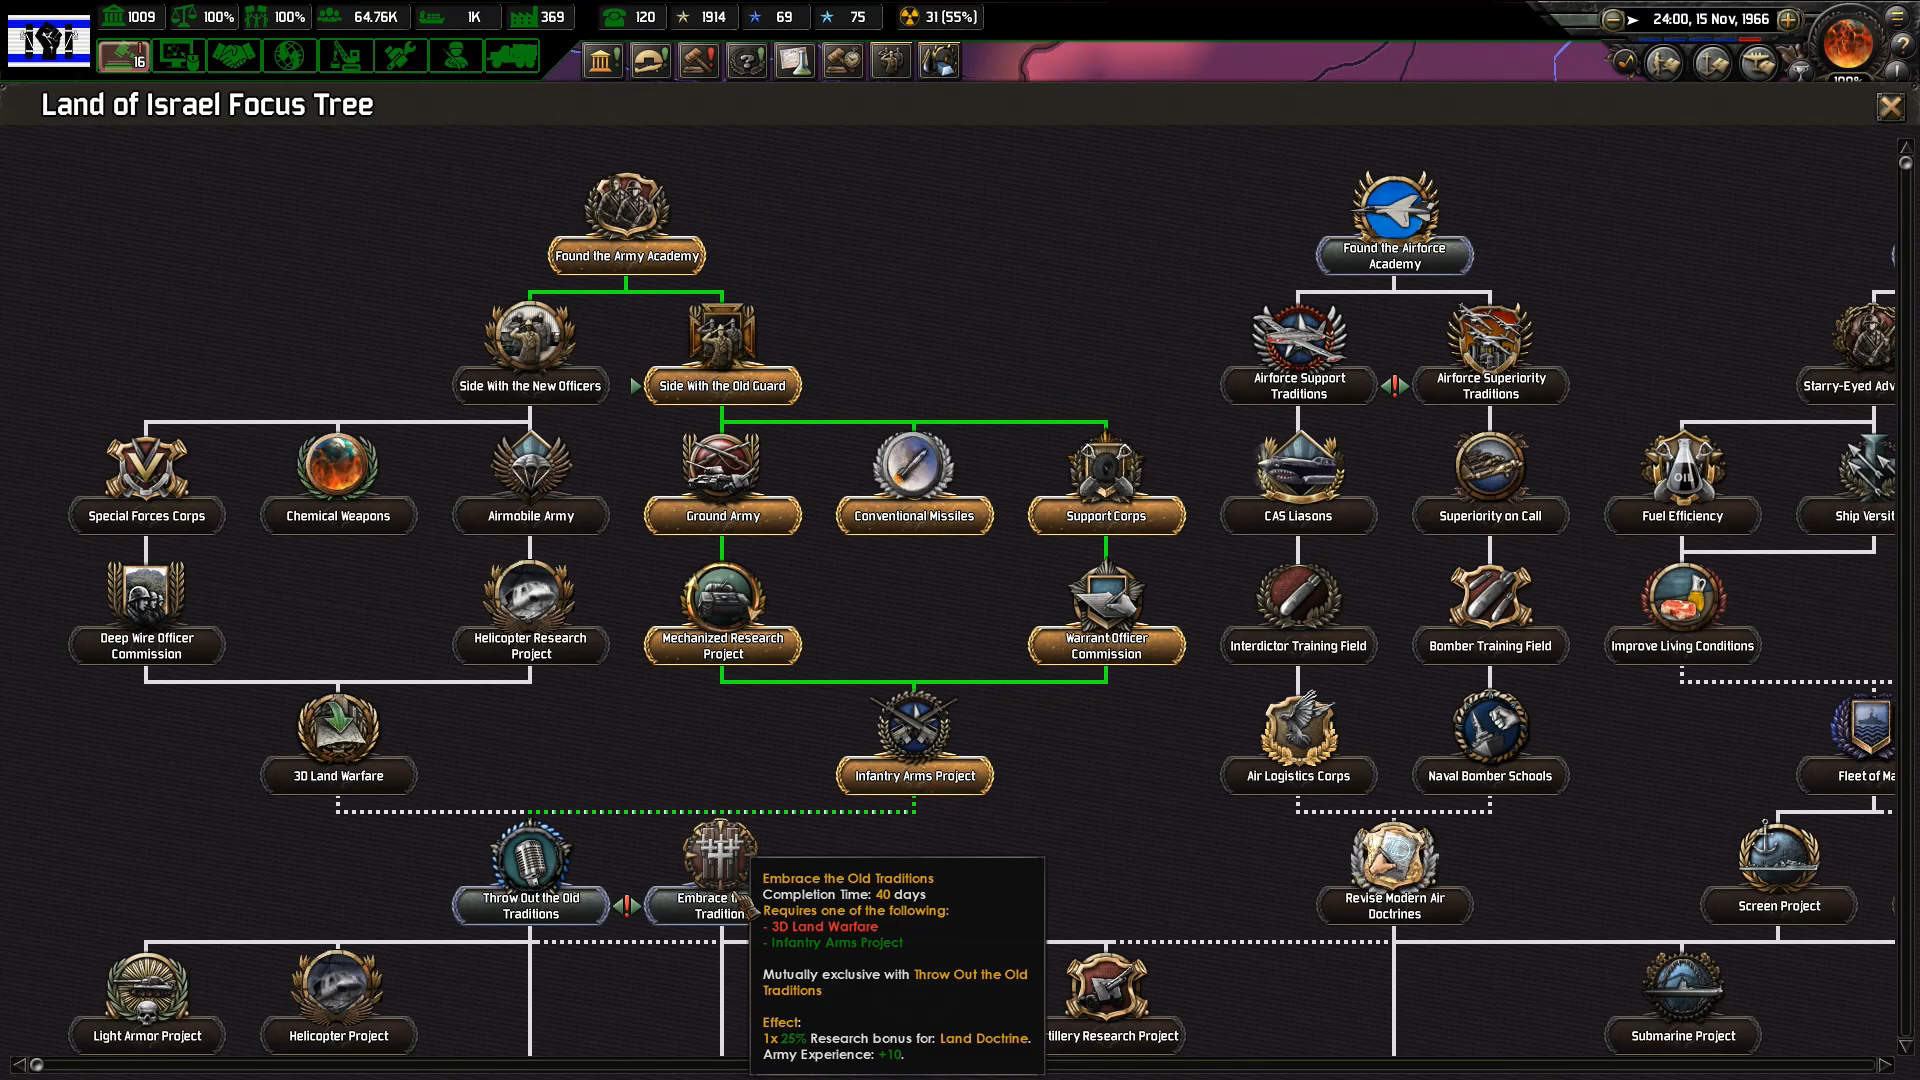 1009
100%
100%
64.76K
1K
369
120
1914
69
75
31 (55%)
24:00, 15 Nov, 1966
16
100%
Land of Israel Focus Tree
Found the Army Academy
Found the Airforce
Academy
Side With the New Officers
Side With the Old Guard
Airforce Support
Traditions
Airforce Superiority
Traditions
Starry-Eyed Adv
Special Forces Corps
Chemical Weapons
Airmobile Army
Ground Army
Conventional Missiles
Support Corps
CAS Liasons
Superiority on Call
Fuel Efficiency
Ship Versit
Deep Wire Officer
Commission
Helicopter Research
Project
Mechanized Research
Project
Warrant Officer
Commission
Interdictor Training Field
Bomber Training Field
Improve Living Conditions
3D Land Warfare
Infantry Arms Project
Air Logistics Corps
Naval Bomber Schools
Fleet of Ma
Throw Out the Old
Traditions
Embrace t
Tradition
Revise Modern Air
Doctrines
Screen Project
Embrace the Old Traditions
Completion Time: 40 days
Requires one of the following:
- 3D Land Warfare
- Infantry Arms Project
Mutually exclusive with Throw Out the Old
Traditions
Effect:
1x 25% Research bonus for: Land Doctrine.
Army Experience: +10.
Light Armor Project
Helicopter Project
tillery Research Project
Submarine Project